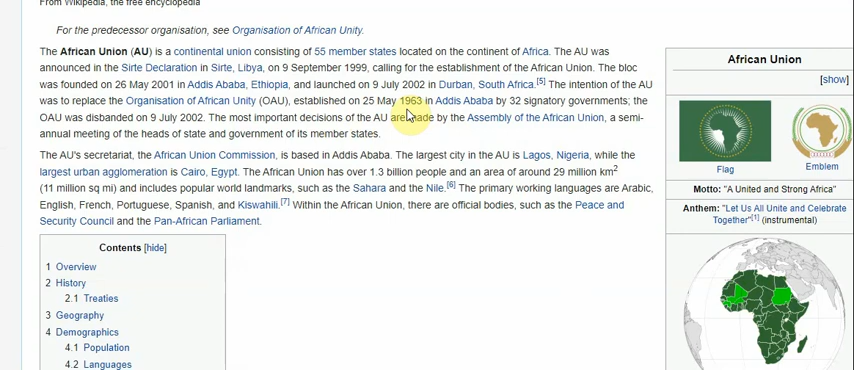 From Wikipedia, the free encyclopedia
For the predecessor organisation, see Organisation of African Unity.
The African Union (AU) is a continental union consisting of 55 member states located on the continent of Africa. The AU was
announced in the Sirte Declaration in Sirte, Libya, on 9 September 1999, calling for the establishment of the African Union. The bloc
was founded on 26 May 2001 in Addis Ababa, Ethiopia, and launched on 9 July 2002 in Durban, South Africa.[5] The intention of the AU
was to replace the Organisation of African Unity (OAU), established on 25 May 1963 in Addis Ababa by 32 signatory governments; the
OAU was disbanded on 9 July 2002. The most important decisions of the AU are made by the Assembly of the African Union, a semi-
annual meeting of the heads of state and government of its member states.
The AU's secretariat, the African Union Commission, is based in Addis Ababa. The largest city in the AU is Lagos, Nigeria, while the
largest urban agglomeration is Cairo, Egypt. The African Union has over 1.3 billion people and an area of around 29 million km2
(11 million sq mi) and includes popular world landmarks, such as the Sahara and the Nile.[6] The primary working languages are Arabic,
English, French, Portuguese, Spanish, and Kiswahili.[7] Within the African Union, there are official bodies, such as the Peace and
Security Council and the Pan-African Parliament.
Contents [hide]
1 Overview
2 History
2.1 Treaties
3 Geography
4 Demographics
4.1 Population
4.2 Languages
African Union
[show]
Flag
Emblem
Motto: "A United and Strong Africa"
Anthem: "Let Us All Unite and Celebrate
Together"[1] (instrumental)